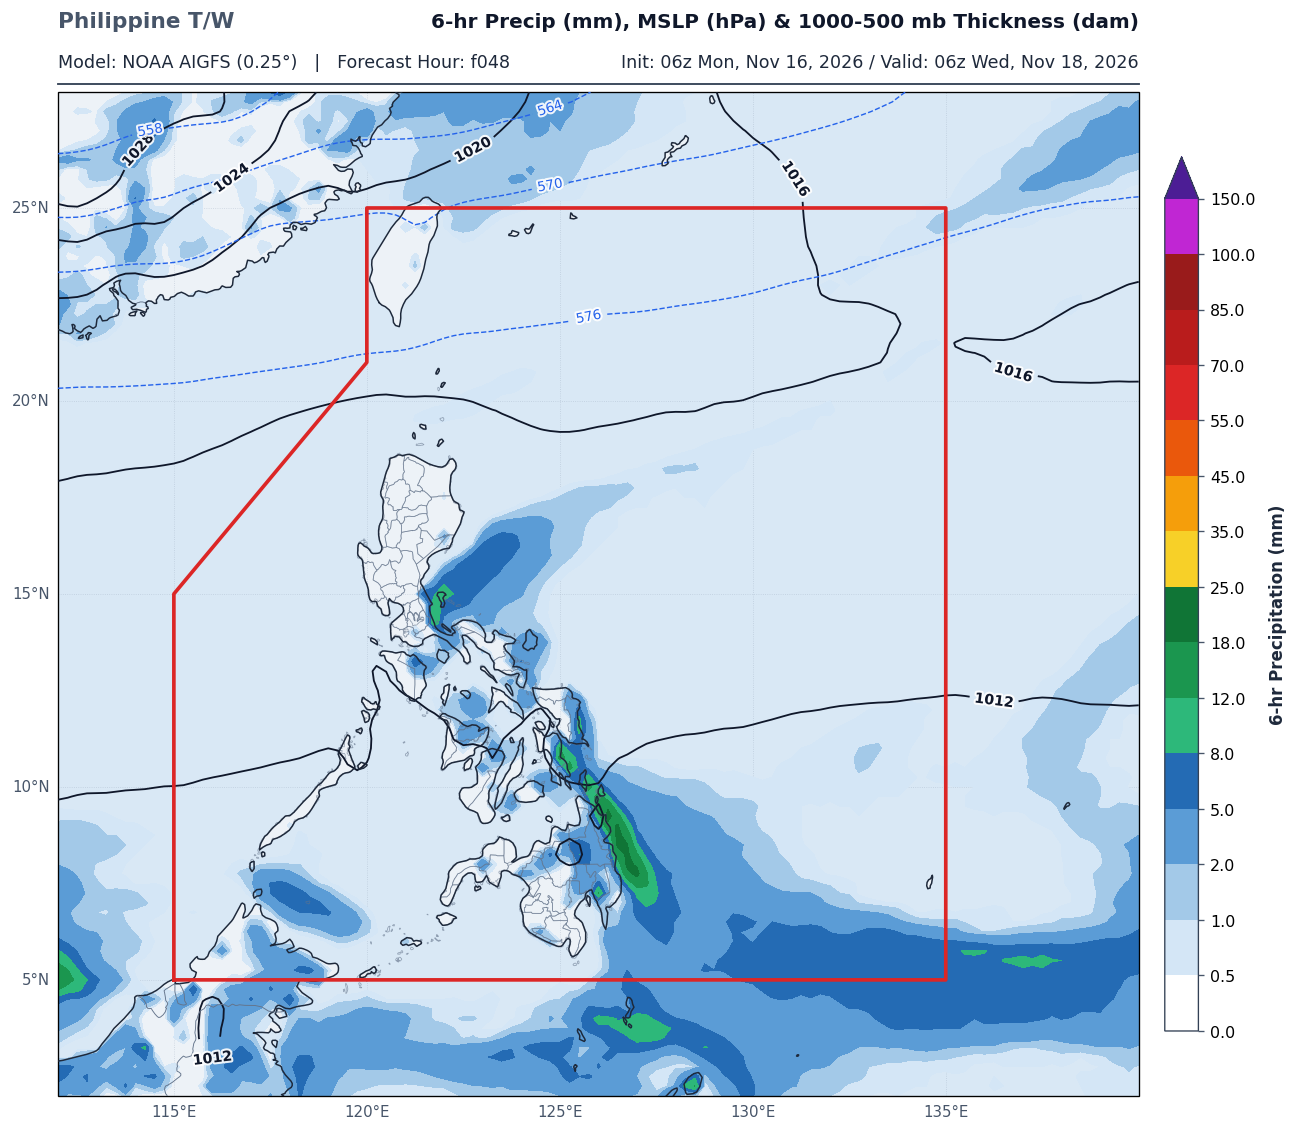 Philippine T/W
6-hr Precip (mm), MSLP (hPa) & 1000-500 mb Thickness (dam)
Model: NOAA AIGFS (0.25°) | Forecast Hour: f048
Init: 06z Mon, Nov 16, 2026 / Valid: 06z Wed, Nov 18, 2026
558
1028
1024
1020
564
570
1016
576
1016
1012
1012
25°N
20°N
15°N
10°N
5°N
115°E
120°E
125°E
130°E
135°E
150.0
100.0
85.0
70.0
55.0
45.0
35.0
25.0
18.0
12.0
8.0
5.0
2.0
1.0
0.5
0.0
6-hr Precipitation (mm)